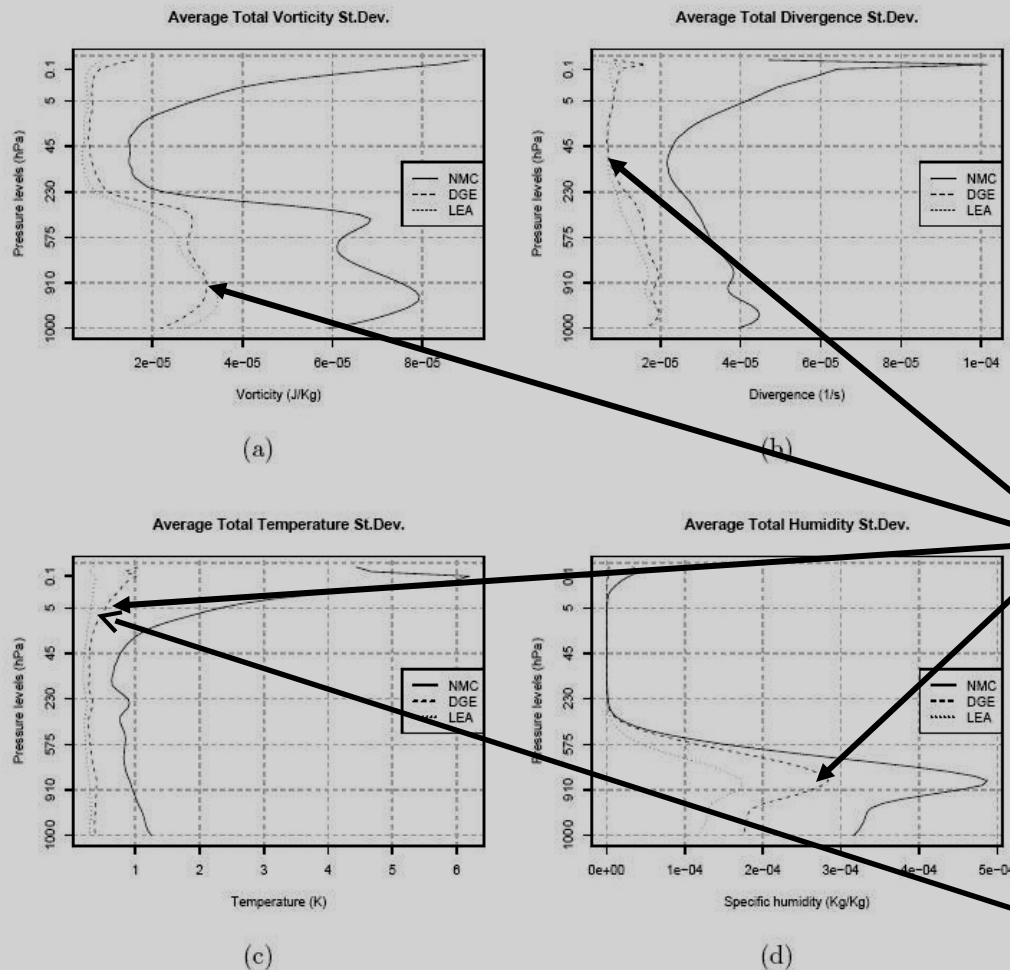 Average Total Vorticity St.Dev.
Pressure levels (hPa)
0.1
5
45
230
575
910
1000
NMC
DGE
LEA
2e−05
4e−05
6e−05
8e−05
Vorticity (J/Kg)
(a)
Average Total Divergence St.Dev.
Pressure levels (hPa)
0.1
5
45
230
575
910
1000
NMC
DGE
LEA
2e−05
4e−05
6e−05
8e−05
1e−04
Divergence (1/s)
(b)
Average Total Temperature St.Dev.
Pressure levels (hPa)
0.1
5
45
230
575
910
1000
NMC
DGE
LEA
1
2
3
4
5
6
Temperature (K)
(c)
Average Total Humidity St.Dev.
Pressure levels (hPa)
0.1
5
45
230
575
910
1000
NMC
DGE
LEA
0e+00
1e−04
2e−04
3e−04
4e−04
5e−04
Specific humidity (Kg/Kg)
(d)